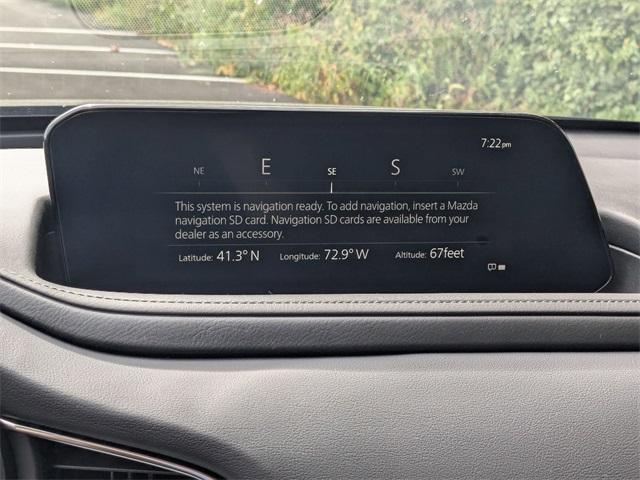 7:22pm
NE E SE S SW
This system is navigation ready. To add navigation, insert a Mazda
navigation SD card. Navigation SD cards are available from your
dealer as an accessory.
Latitude: 41.3° N Longitude: 72.9° W Altitude: 67feet